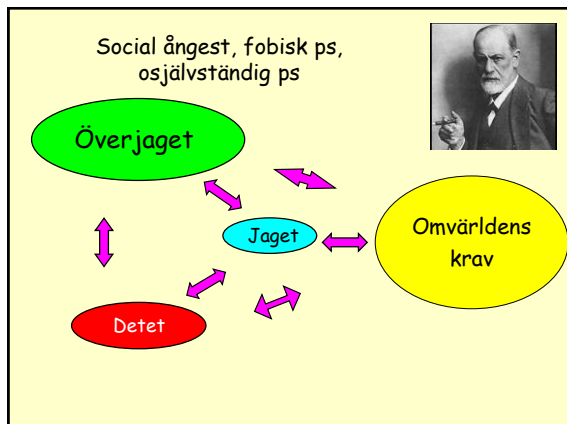 Social ångest, fobisk ps,
osjälvständig ps
Överjaget
Jaget
Omvärldens
krav
Detet